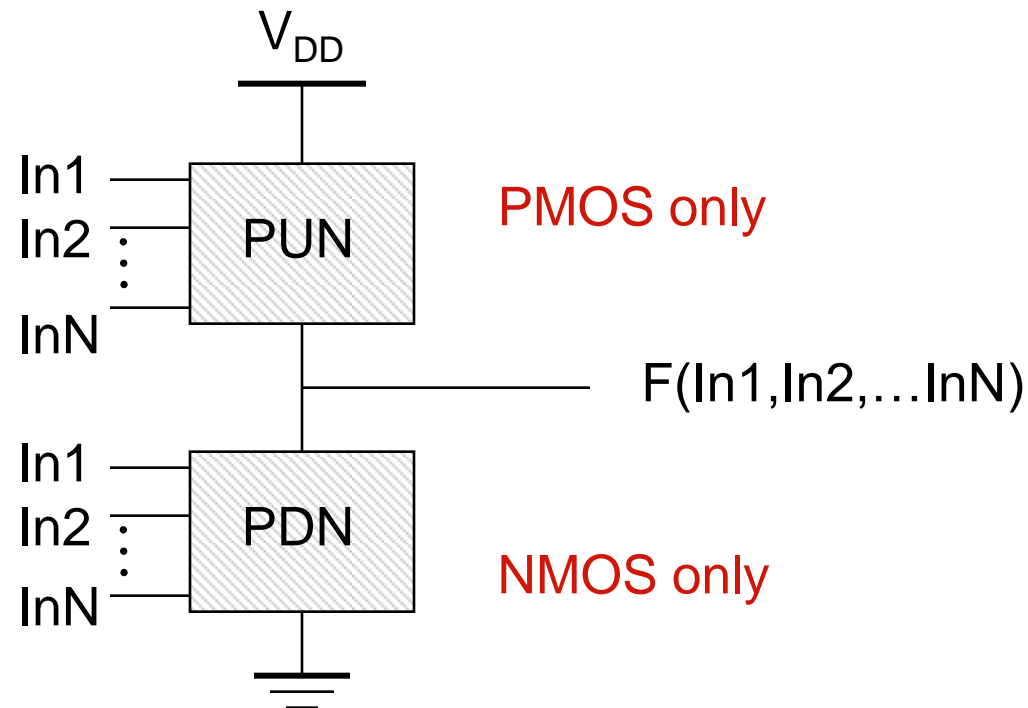 VDD
In1
In2
InN
PUN
PMOS only
F(In1,In2,…InN)
In1
In2
InN
PDN
NMOS only